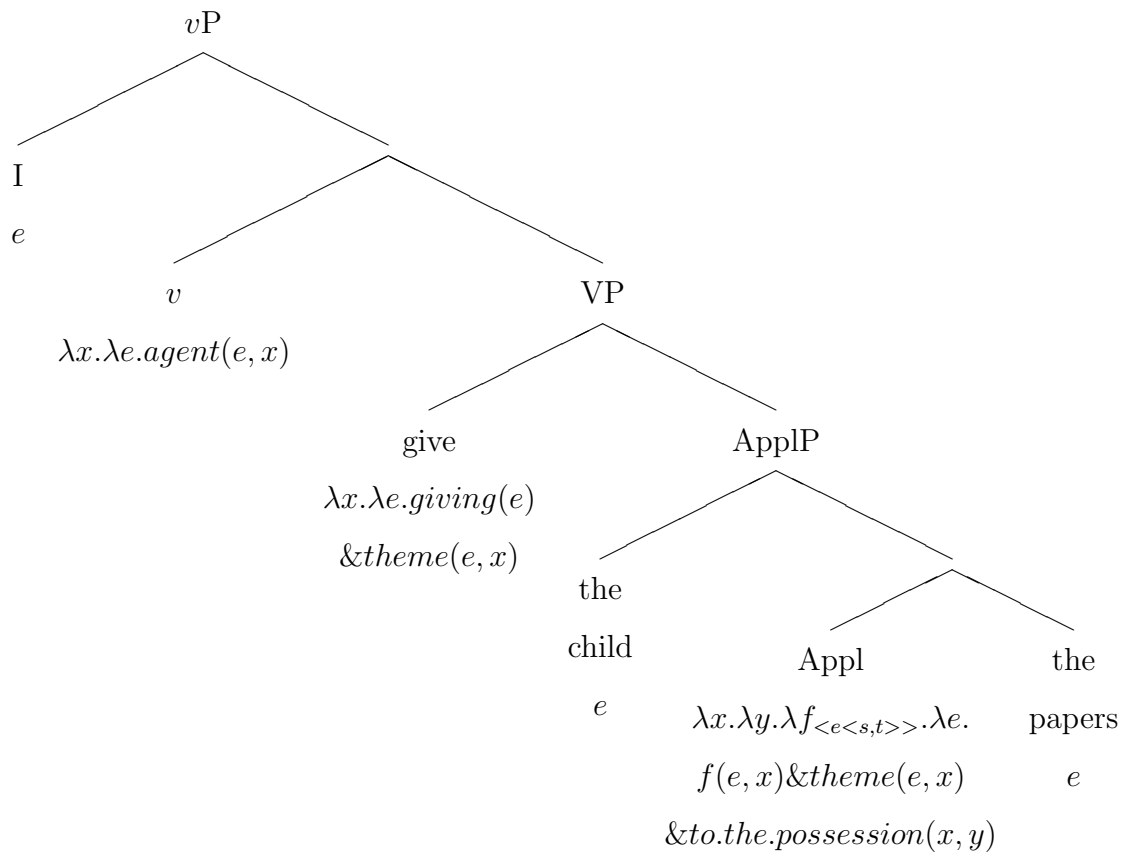 vP
I
e
v
λx.λe.agent(e, x)
VP
give
λx.λe.giving(e)
&theme(e, x)
ApplP
the
child
e
Appl
λx.λy.λf<e<s,t>>.λe.
f(e, x)&theme(e, x)
&to.the.possession(x, y)
the
papers
e